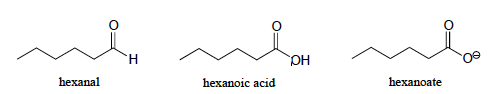 O O O
H OH O⊖
hexanal hexanoic acid hexanoate